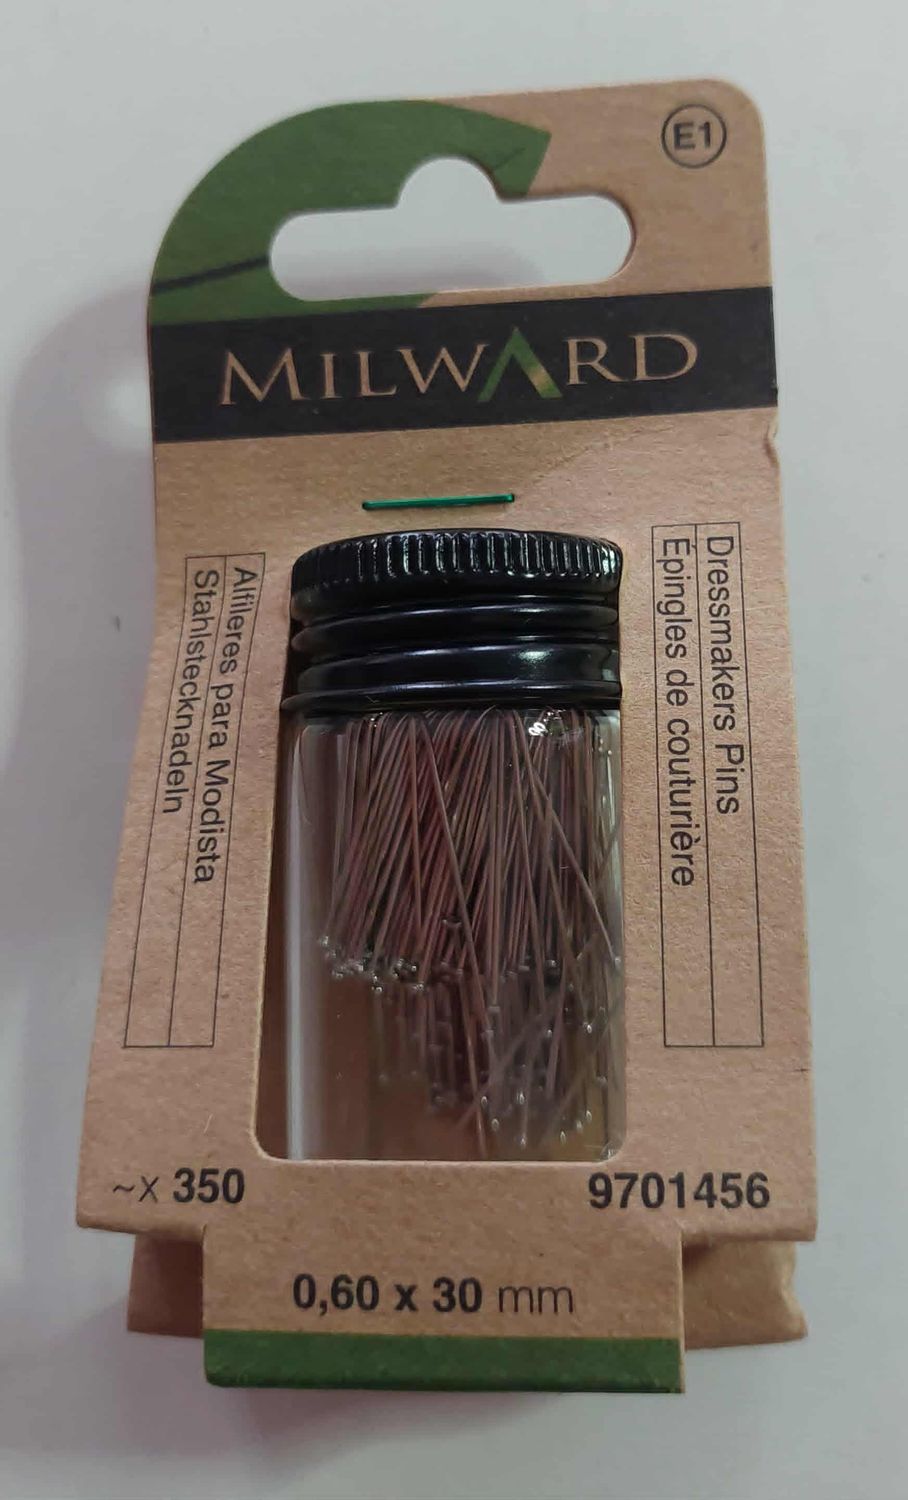 E1
MILWARD
Dressmakers Pins
Épingles de couturière
Alfileres para Modista
Stahlstecknadeln
~x 350
9701456
0,60 x 30 mm